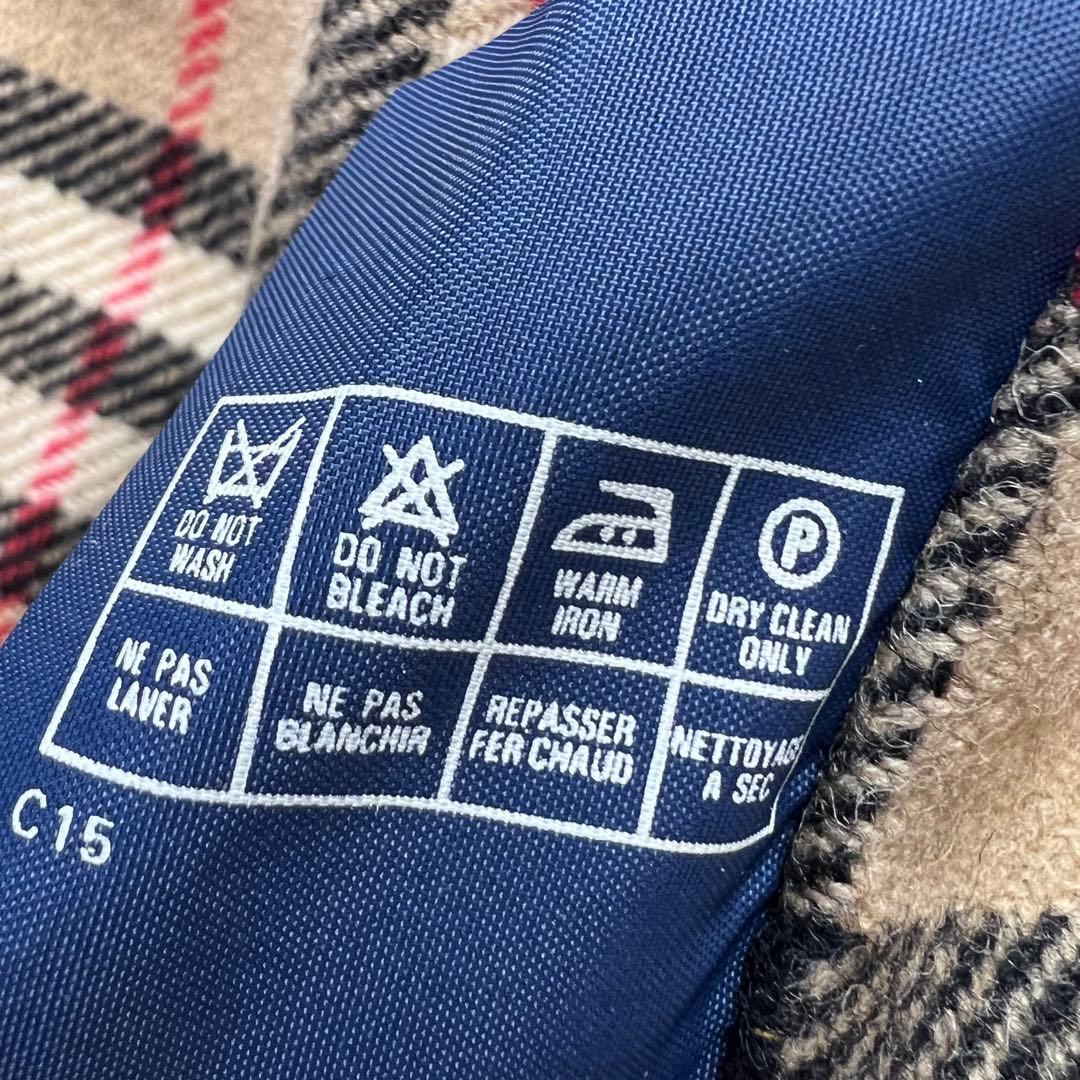 DO NOT
WASH
DO NOT
BLEACH
WARM
IRON
P
DRY CLEAN
ONLY
NE PAS
LAVER
NE PAS
BLANCHIR
REPASSER
FER CHAUD
NETTOYAGE
A SEC
C15